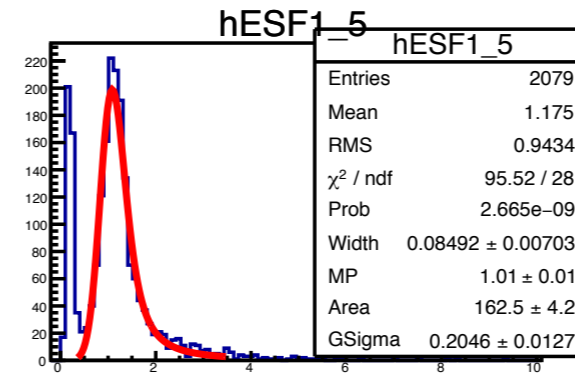 hESF1_5
hESF1_5
Entries 2079
Mean 1.175
RMS 0.9434
χ² / ndf 95.52 / 28
Prob 2.665e−09
Width 0.08492 ± 0.00703
MP 1.01 ± 0.01
Area 162.5 ± 4.2
GSigma 0.2046 ± 0.0127
220
200
180
160
140
120
100
80
60
40
20
0
0 2 4 6 8 10